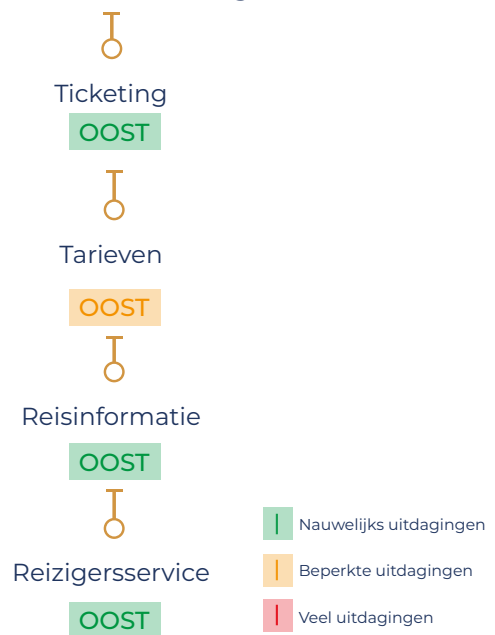 Ticketing
OOST
Tarieven
OOST
Reisinformatie
OOST
Reizigersservice
OOST
Nauwelijks uitdagingen
Beperkte uitdagingen
Veel uitdagingen